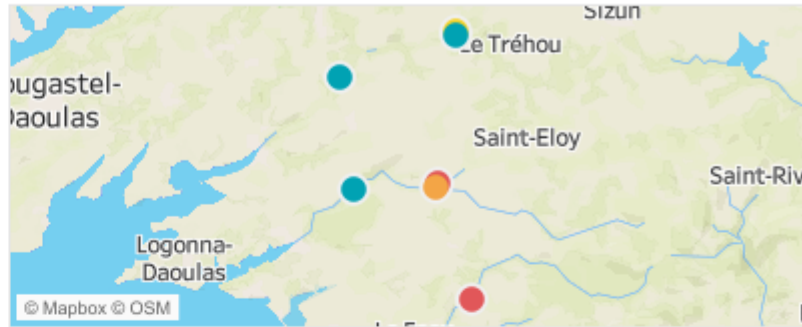 Sizun
Le Tréhou
ougastel-
Daoulas
Saint-Eloy
Saint-Riv
Logonna-
Daoulas
© Mapbox © OSM